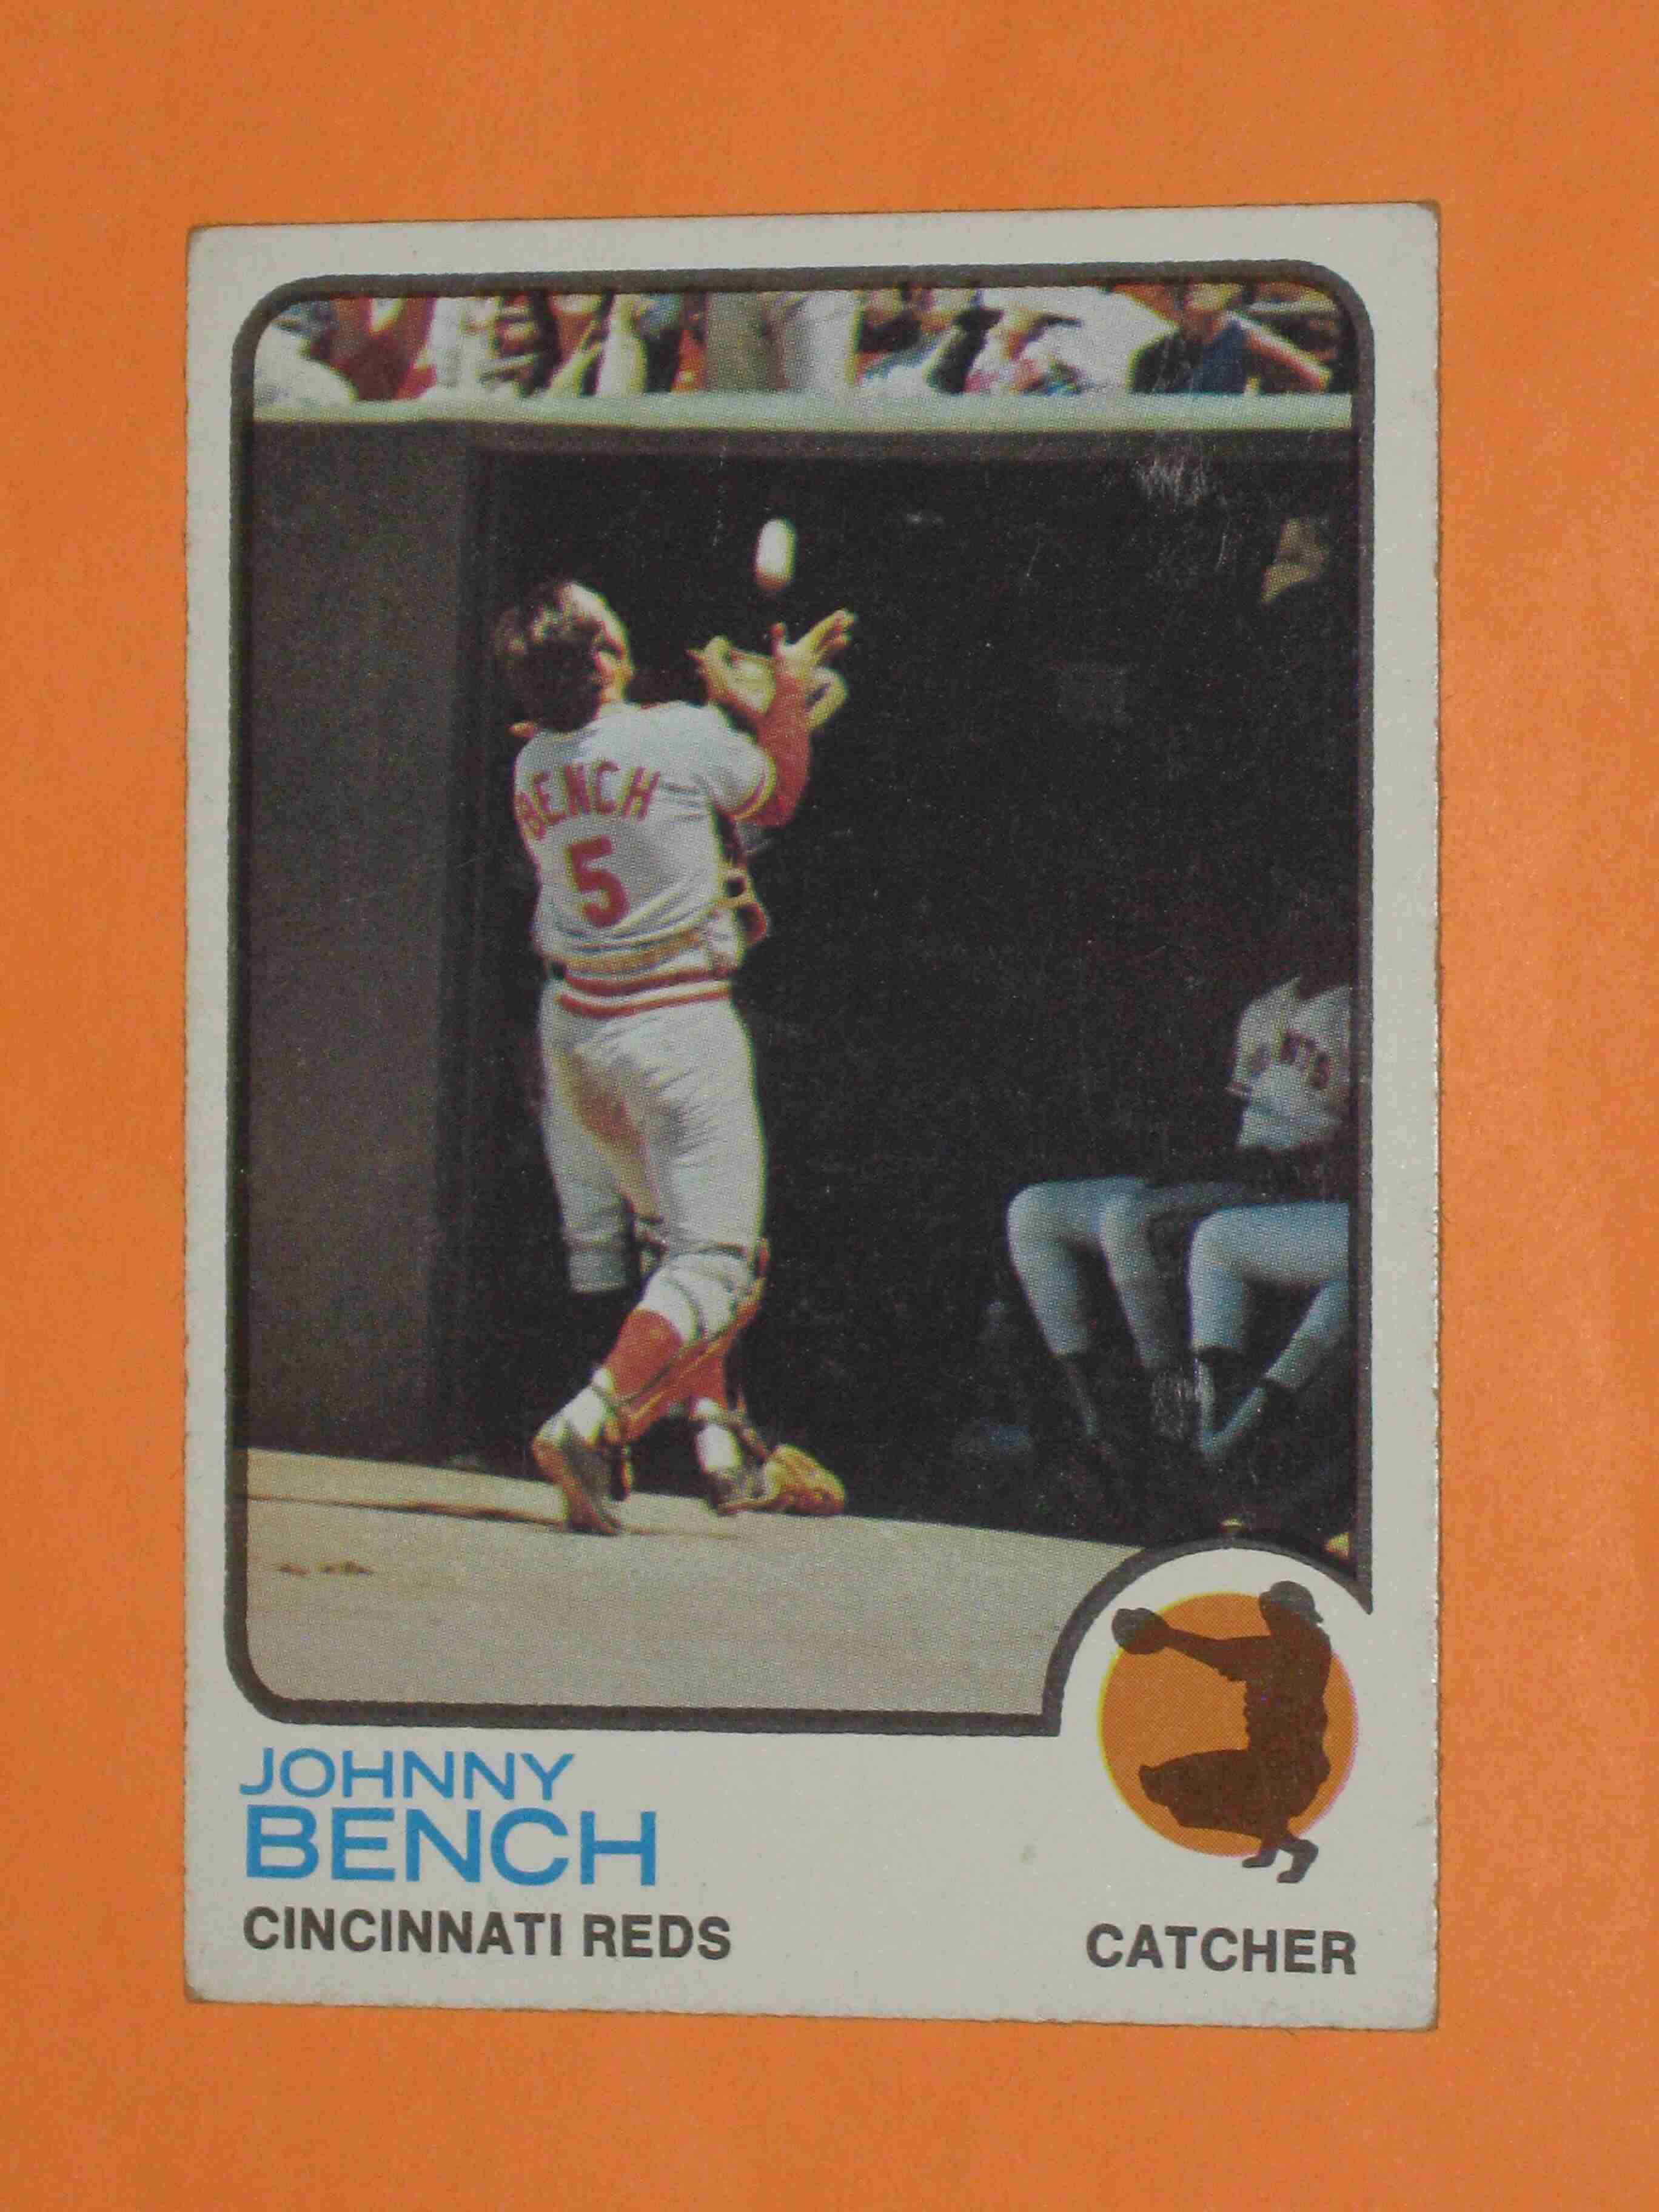 BENCH
5
JOHNNY
BENCH
CINCINNATI REDS
CATCHER